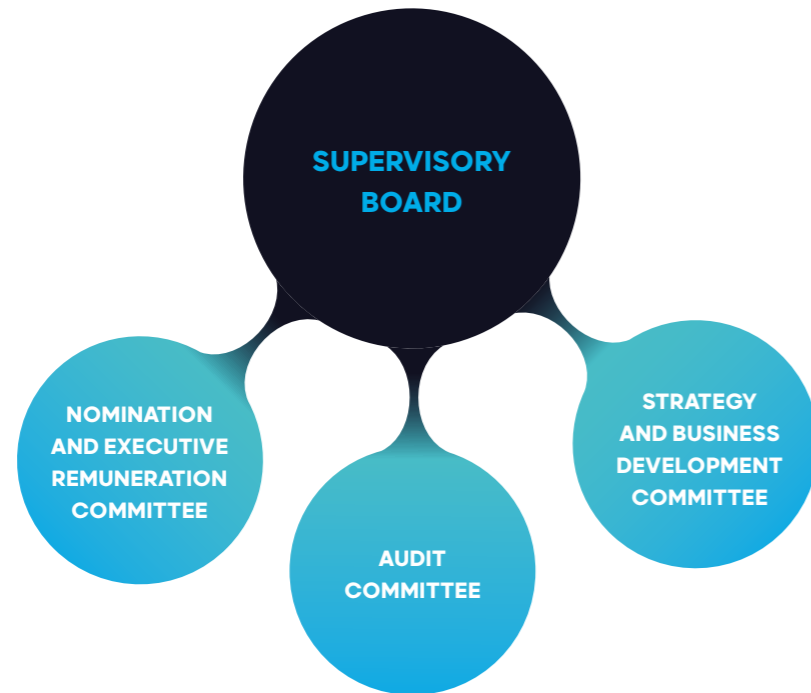 SUPERVISORY
BOARD
NOMINATION
AND EXECUTIVE
REMUNERATION
COMMITTEE
AUDIT
COMMITTEE
STRATEGY
AND BUSINESS
DEVELOPMENT
COMMITTEE